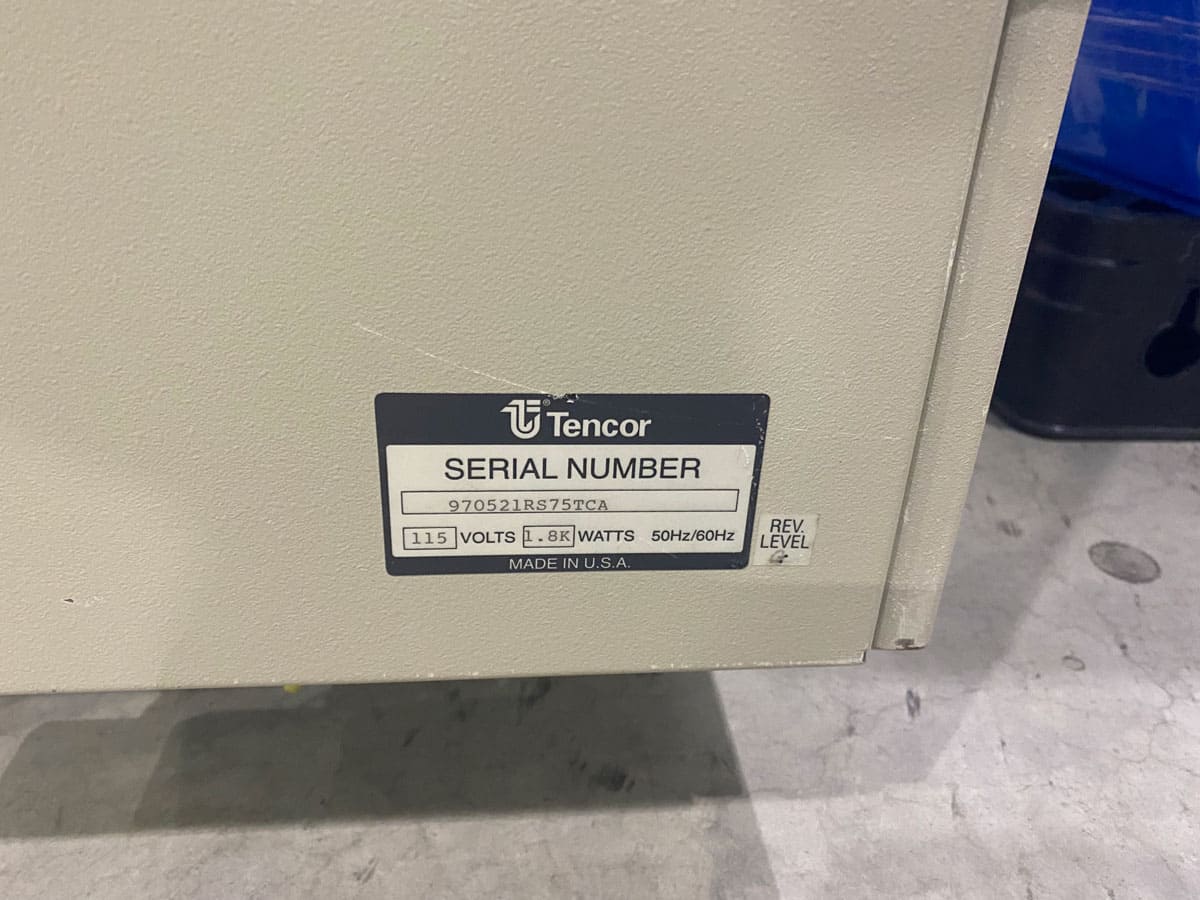 ® Tencor
SERIAL NUMBER
970521RS75TCA
115 VOLTS 1.8K WATTS 50Hz/60Hz
MADE IN U.S.A.
REV.
LEVEL